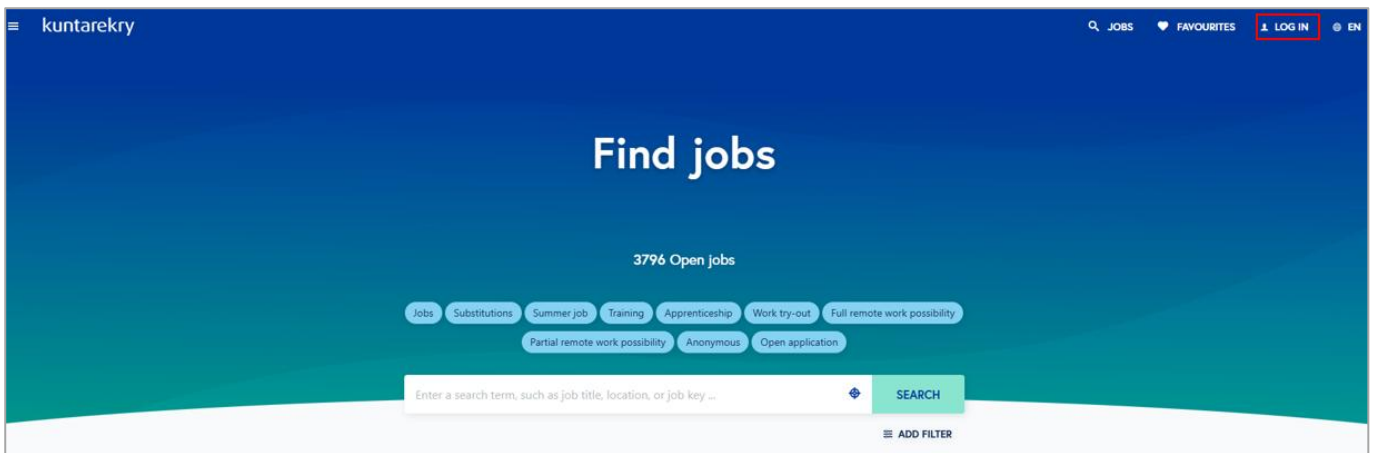 kuntarekry JOBS FAVOURITES LOG IN EN
Find jobs
3796 Open jobs
Jobs Substitutions Summer job Training Apprenticeship Work try-out Full remote work possibility
Partial remote work possibility Anonymous Open application
Enter a search term, such as job title, location, or job key ... SEARCH
ADD FILTER